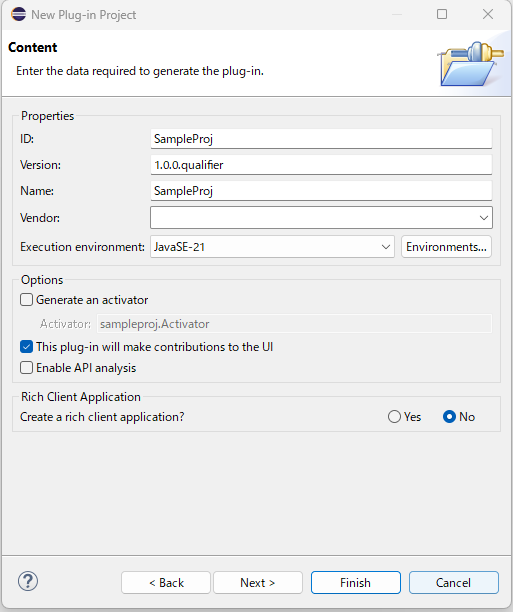 New Plug-in Project
Content
Enter the data required to generate the plug-in.
Properties
ID: SampleProj
Version: 1.0.0.qualifier
Name: SampleProj
Vendor:
Execution environment: JavaSE-21 Environments...
Options
Generate an activator
Activator: sampleproj.Activator
This plug-in will make contributions to the UI
Enable API analysis
Rich Client Application
Create a rich client application? Yes No
? < Back Next > Finish Cancel